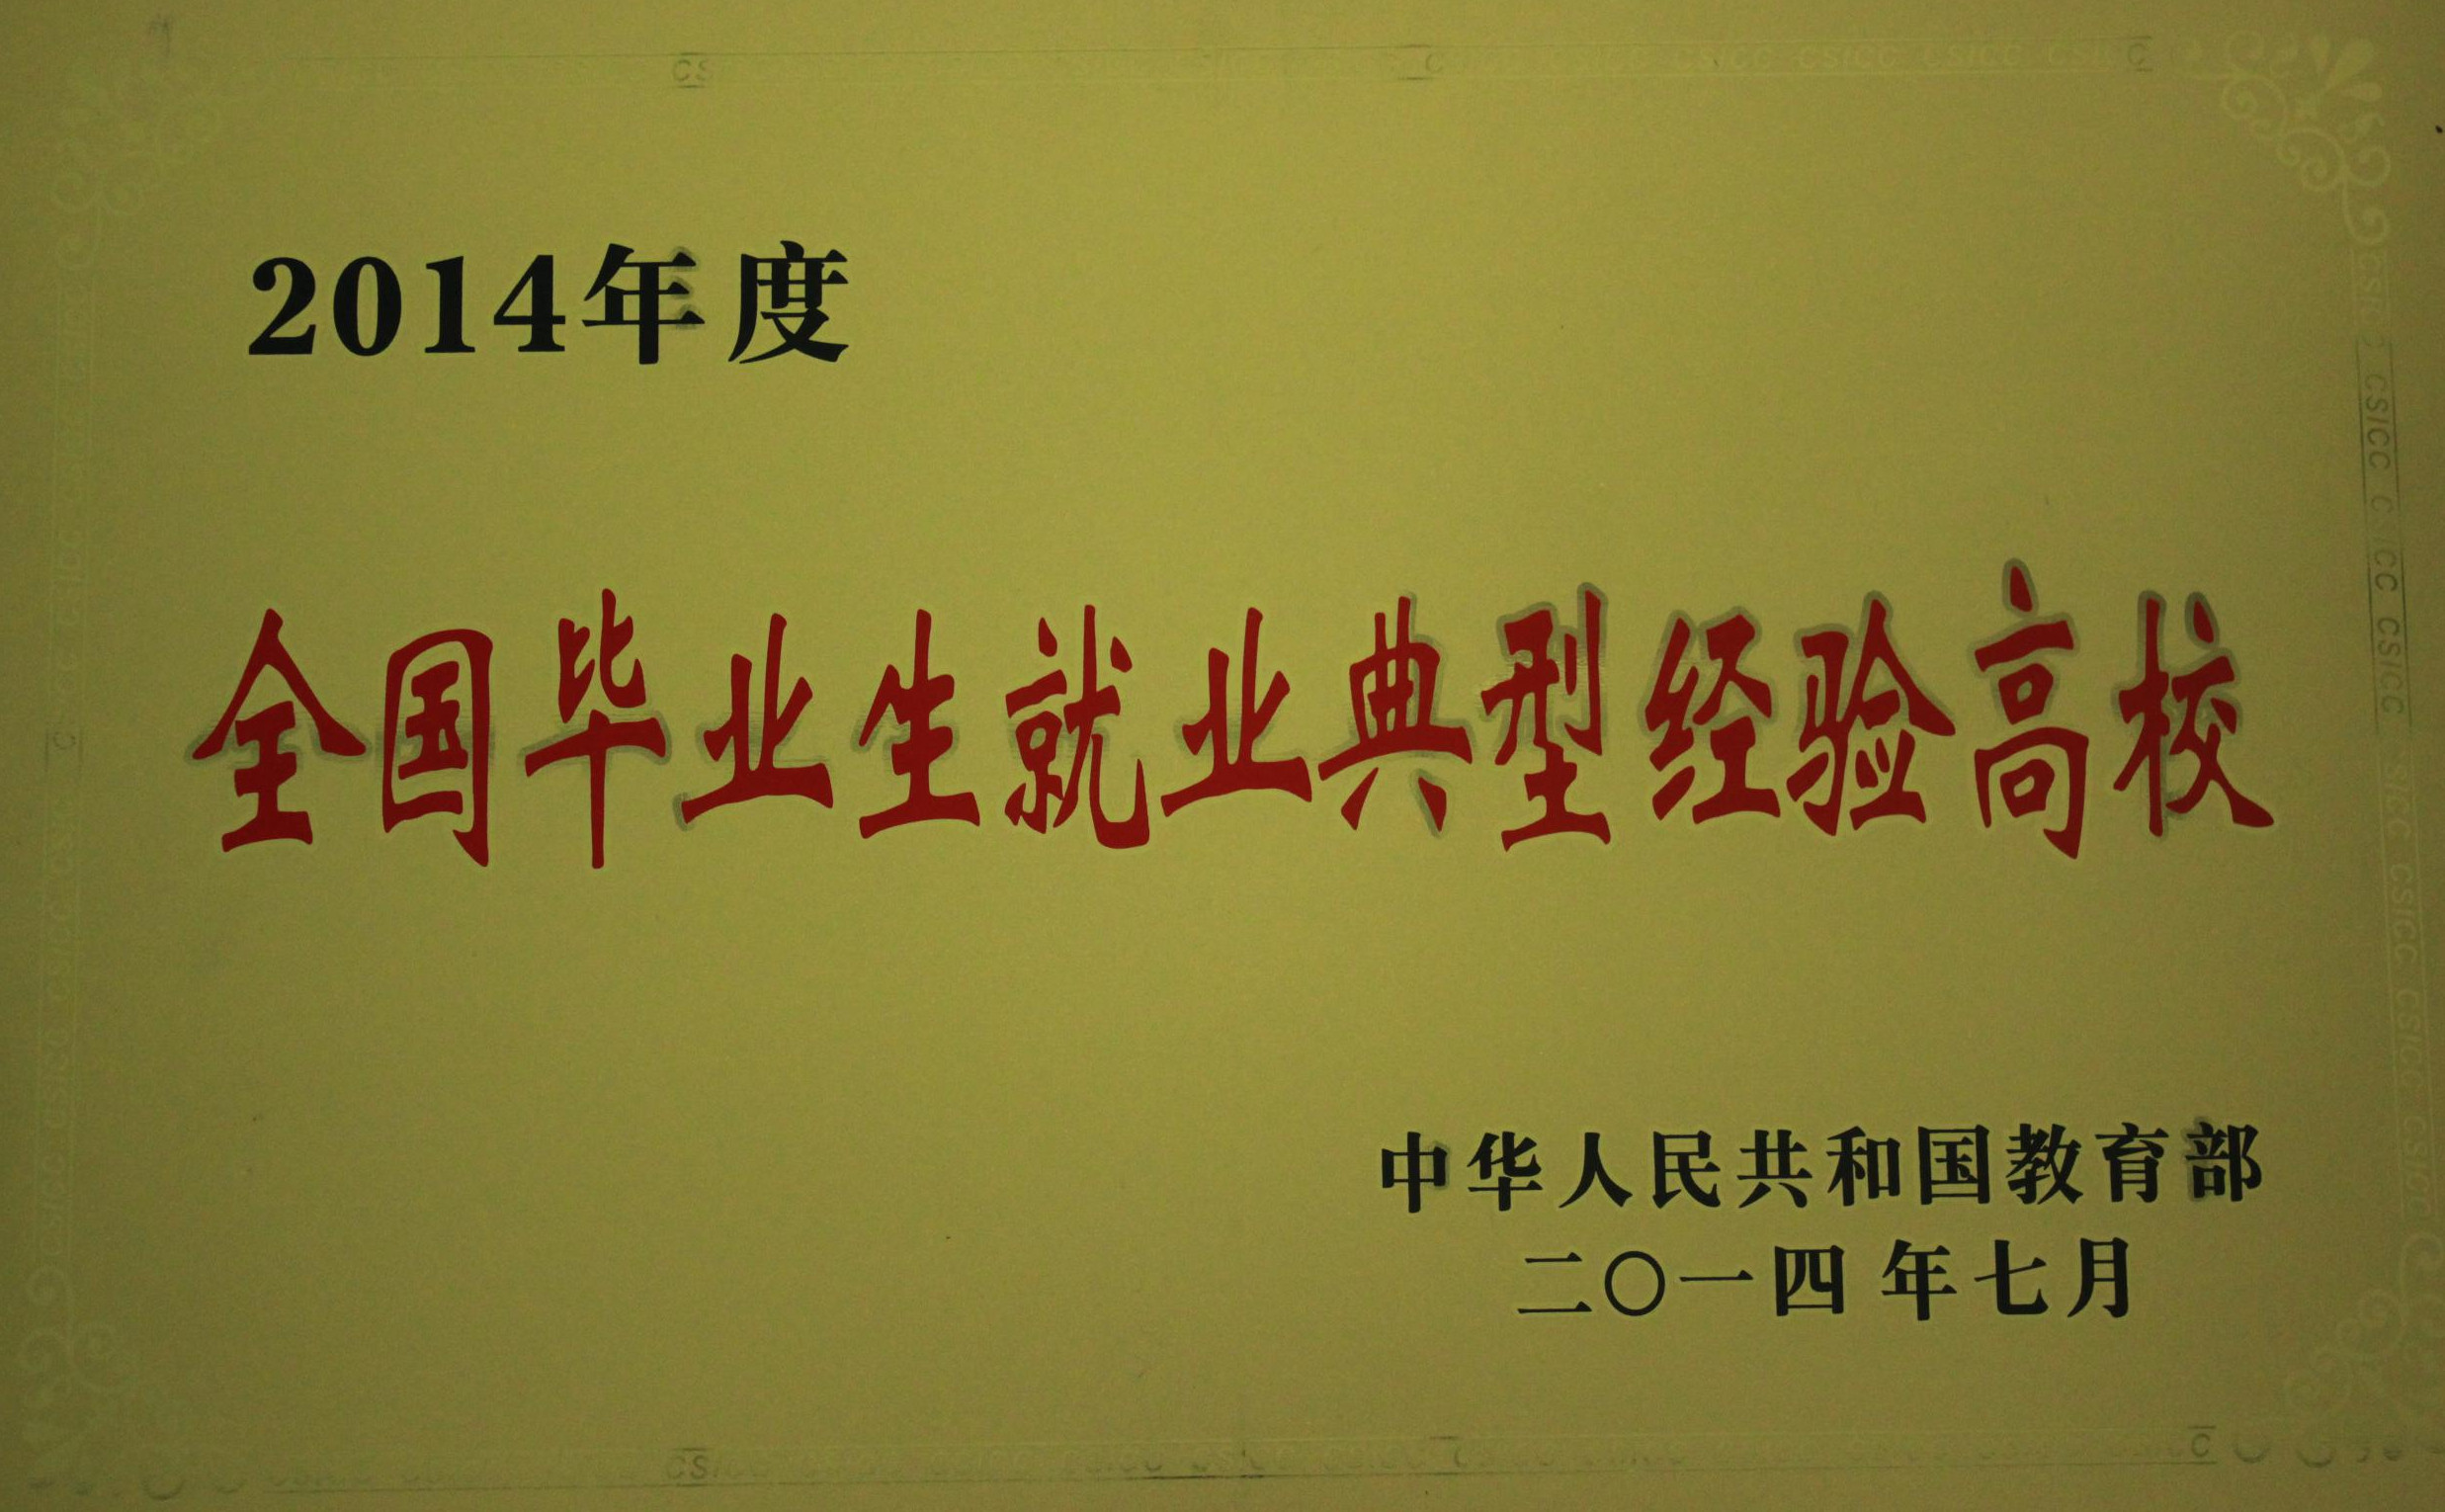 2014年度
全国毕业生就业典型经验高校
中华人民共和国教育部
二〇一四年七月
CSICC